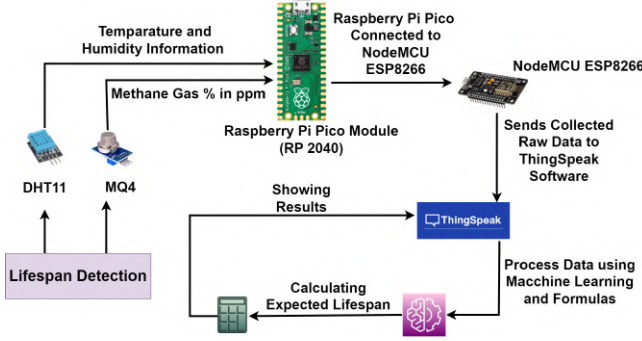 Temparature and
Humidity Information
Methane Gas % in ppm
Raspberry Pi Pico
Connected to
NodeMCU
ESP8266
NodeMCU ESP8266
Raspberry Pi Pico Module
(RP 2040)
DHT11
MQ4
Sends Collected
Raw Data to
ThingSpeak
Software
Showing
Results
ThingSpeak
Lifespan Detection
Calculating
Expected Lifespan
Process Data using
Macchine Learning
and Formulas